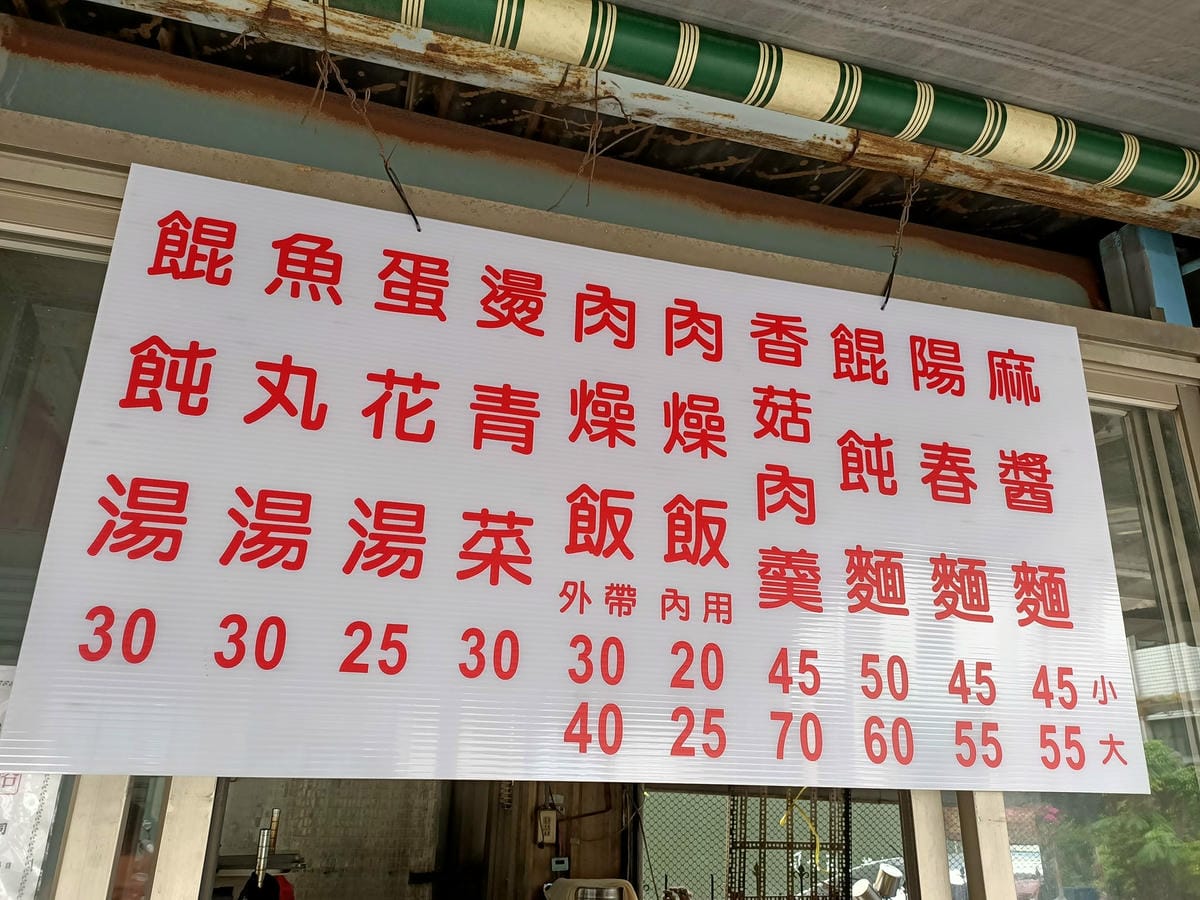 麻醬麵 45 小 55 大
陽春麵 45 55
餛飩麵 50 60
香菇肉羹 45 70
肉燥飯 內用 20 25
肉燥飯 外帶 30 40
燙青菜 30
蛋花湯 25
魚丸湯 30
餛飩湯 30